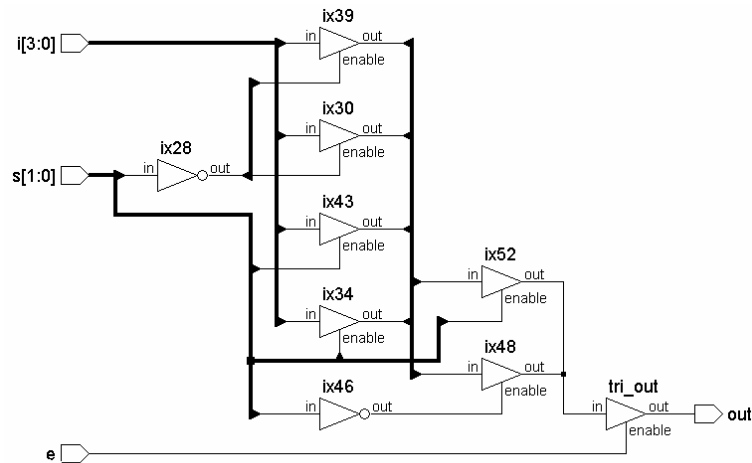 ix39
i[3:0] in out
enable
ix30
in out
ix28 enable
s[1:0] in out
ix43
in out
enable ix52
ix34 in out
in out enable
enable
ix48
in out
ix46 tri_out
in out enable in out out
enable
e